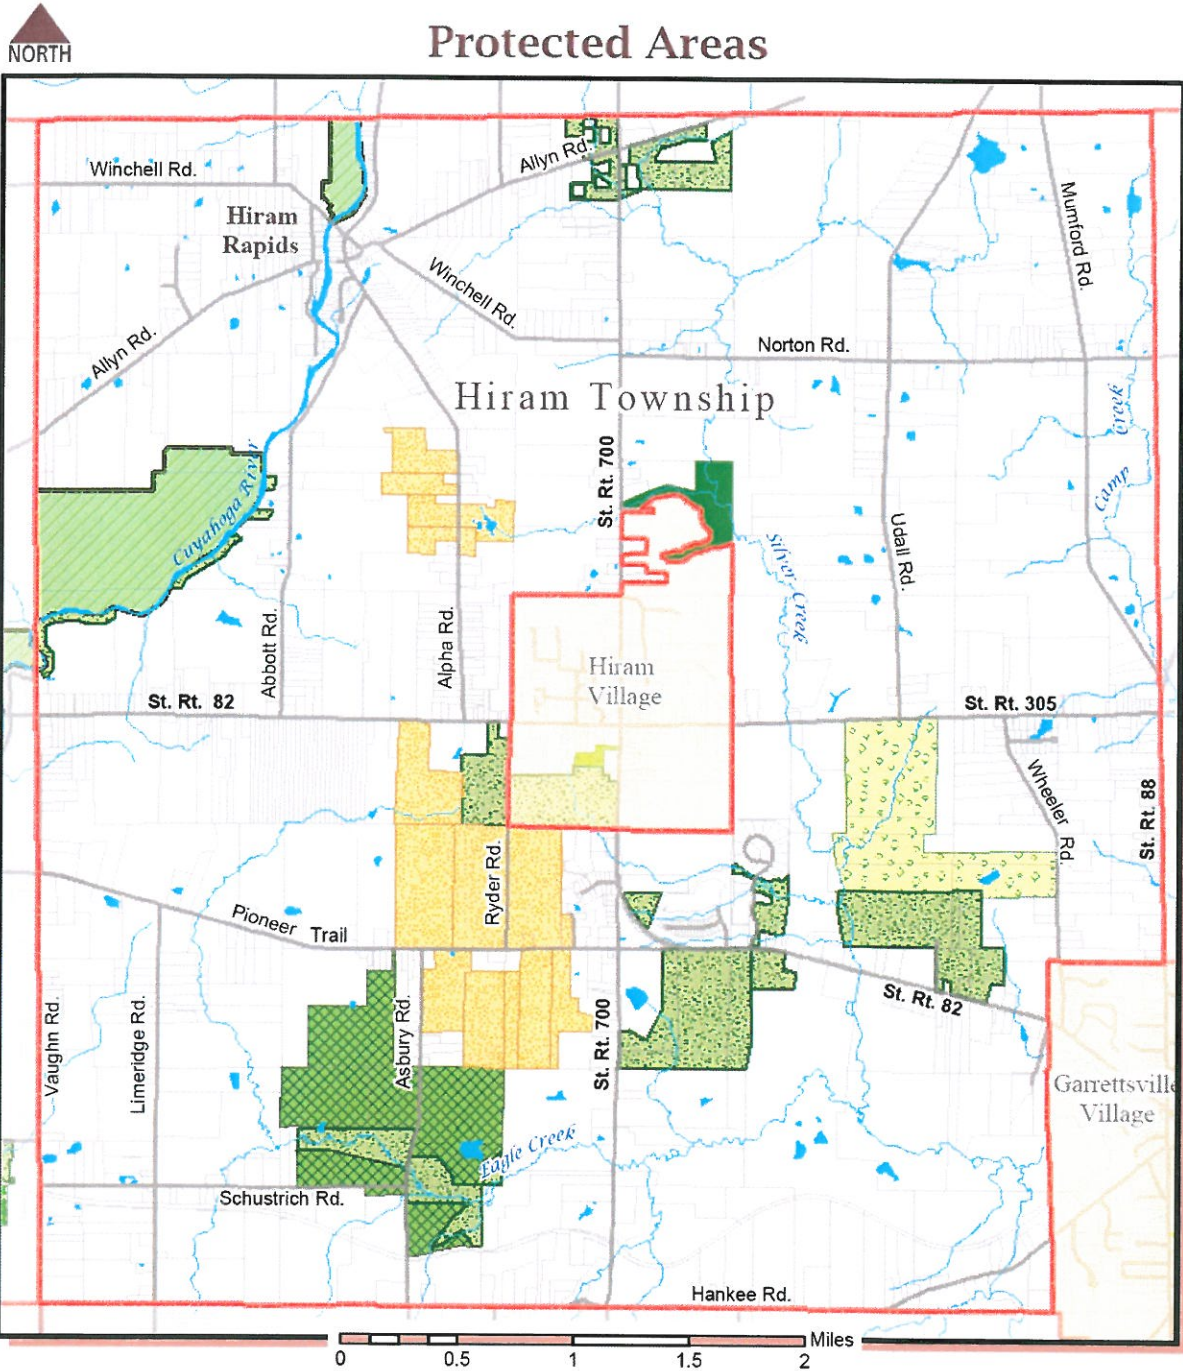 NORTH
Protected Areas
Winchell Rd.
Allyn Rd.
Hiram
Rapids
Mumford Rd.
Winchell Rd.
Allyn Rd.
Norton Rd.
Hiram Township
Creek
Camp
St. Rt. 700
Cuyahoga River
Silver Creek
Udall Rd.
Abbott Rd.
Alpha Rd.
Hiram
Village
St. Rt. 82
St. Rt. 305
Wheeler Rd.
St. Rt. 88
Ryder Rd.
Pioneer Trail
St. Rt. 82
Vaughn Rd.
Limeridge Rd.
Asbury Rd.
St. Rt. 700
Garrettsville
Village
Eagle Creek
Schustrich Rd.
Hankee Rd.
Miles
0 0.5 1 1.5 2